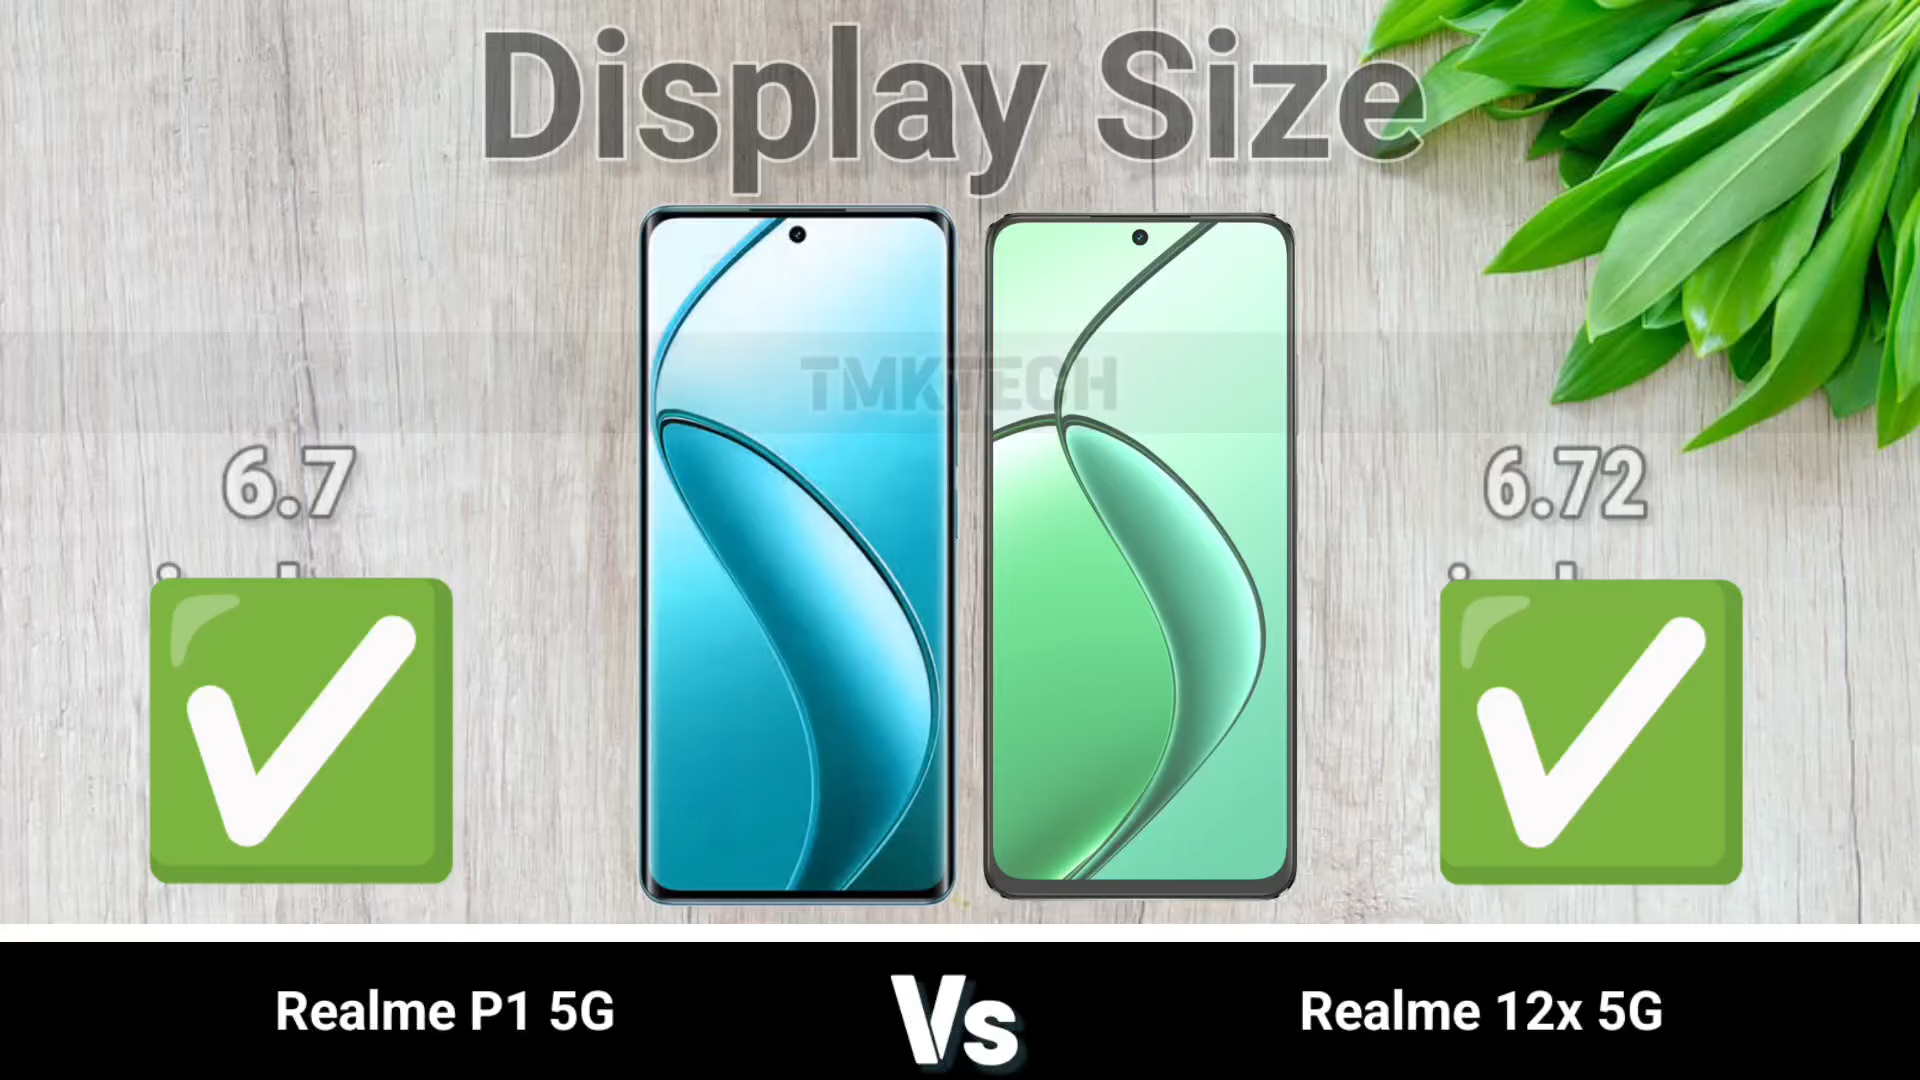 Display Size
TMKTECH
6.7
6.72
Realme P1 5G
Vs
Realme 12x 5G